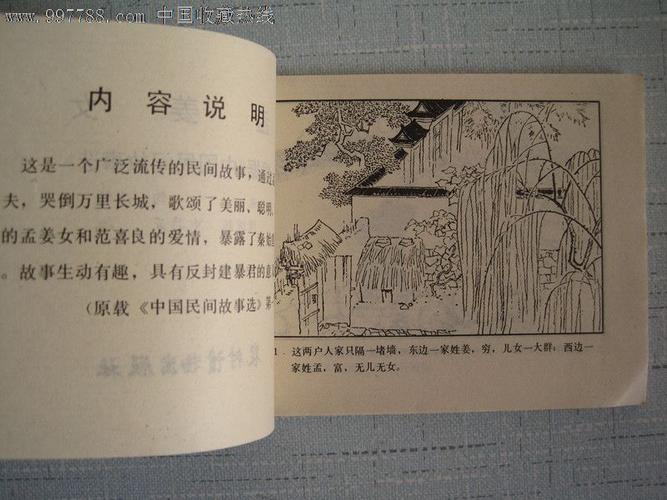 www.997788.com 中国收藏热线
内容说明
这是一个广泛流传的民间故事，通过
夫，哭倒万里长城，歌颂了美丽、聪明、
的孟姜女和范喜良的爱情，暴露了秦始
。故事生动有趣，具有反封建暴君的意
（原载《中国民间故事选》第
1．这两户人家只隔一堵墙，东边一家姓姜，穷，儿女一大群；西边一
家姓孟，富，无儿无女。